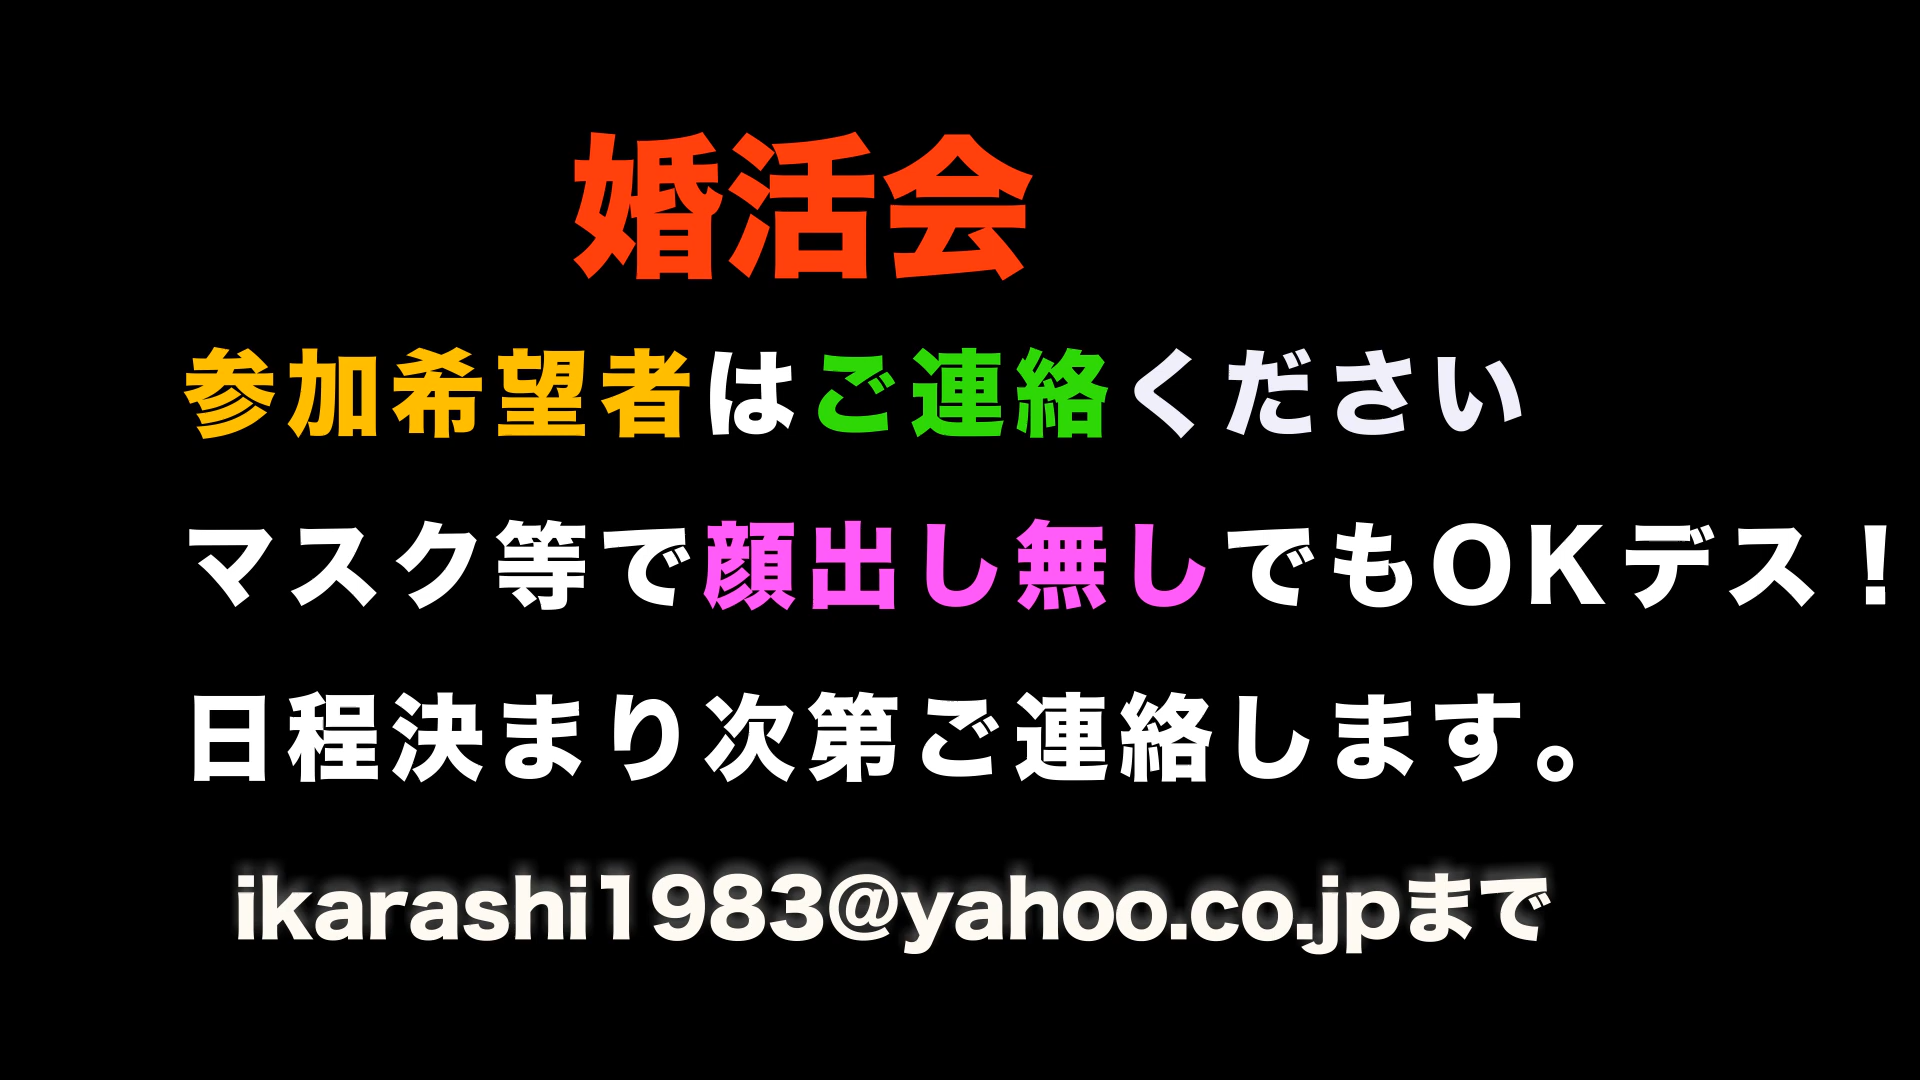 婚活会
参加希望者はご連絡ください
マスク等で顔出し無しでもOKデス！
日程決まり次第ご連絡します。
ikarashi1983@yahoo.co.jpまで